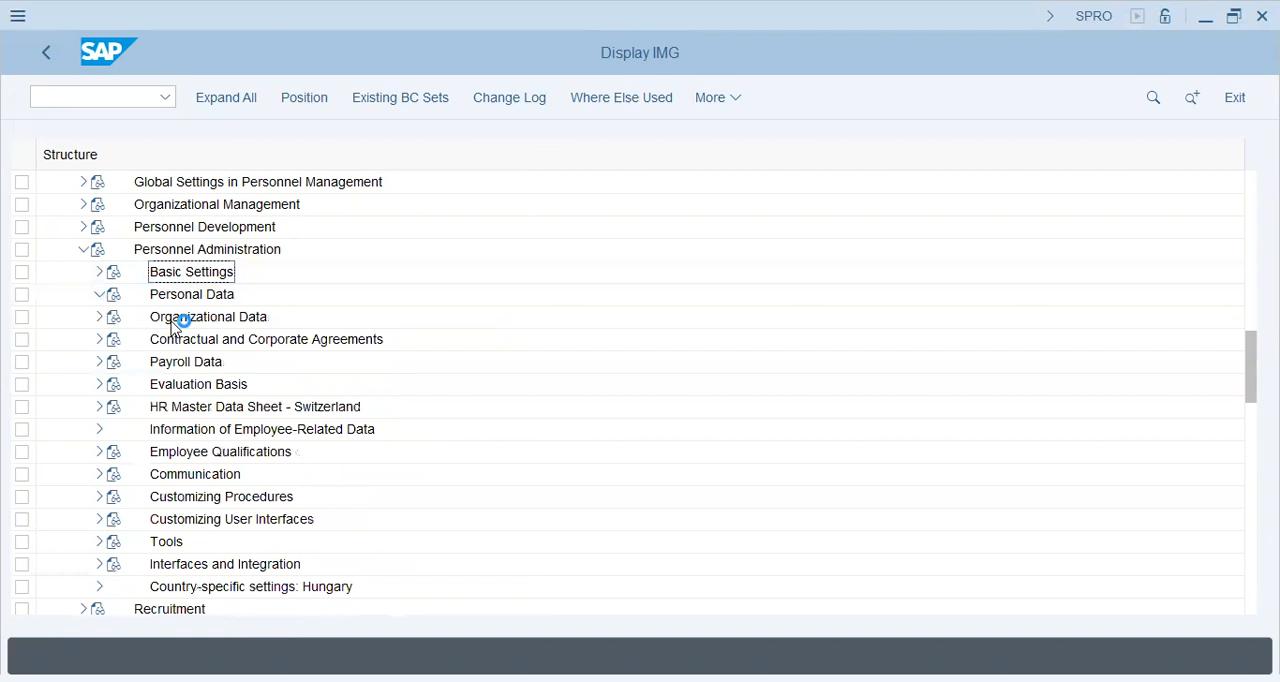 SPRO
SAP
Display IMG
Expand All Position Existing BC Sets Change Log Where Else Used More Exit
Structure
Global Settings in Personnel Management
Organizational Management
Personnel Development
Personnel Administration
Basic Settings
Personal Data
Organizational Data
Contractual and Corporate Agreements
Payroll Data
Evaluation Basis
HR Master Data Sheet - Switzerland
Information of Employee-Related Data
Employee Qualifications
Communication
Customizing Procedures
Customizing User Interfaces
Tools
Interfaces and Integration
Country-specific settings: Hungary
Recruitment